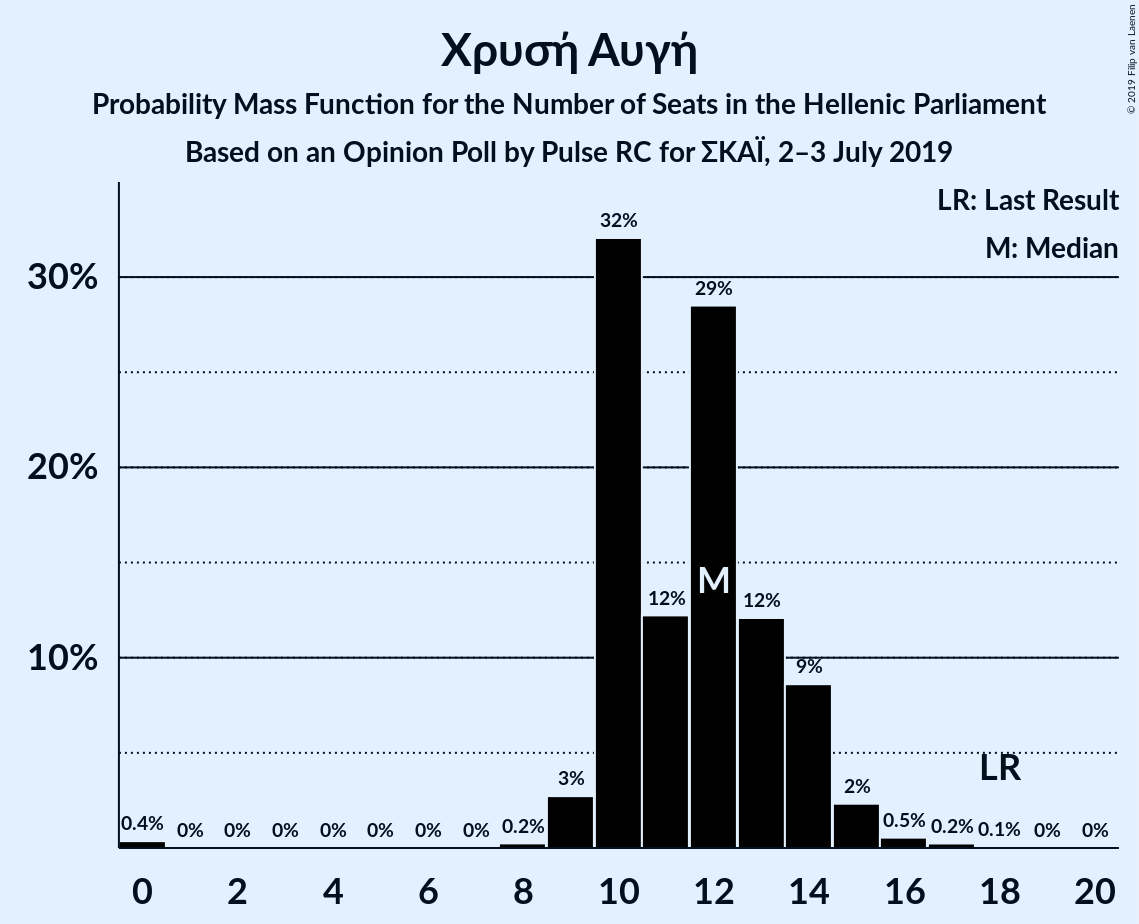 Χρυσή Αυγή
Probability Mass Function for the Number of Seats in the Hellenic Parliament
Based on an Opinion Poll by Pulse RC for ΣΚΑΪ, 2–3 July 2019
© 2019 Filip van Laenen
LR: Last Result
M: Median
30%
20%
10%
0.4% 0% 0% 0% 0% 0% 0% 0% 0.2% 3% 32% 12% 29% 12% 9% 2% 0.5% 0.2% 0.1% 0% 0%
M
LR
0 2 4 6 8 10 12 14 16 18 20